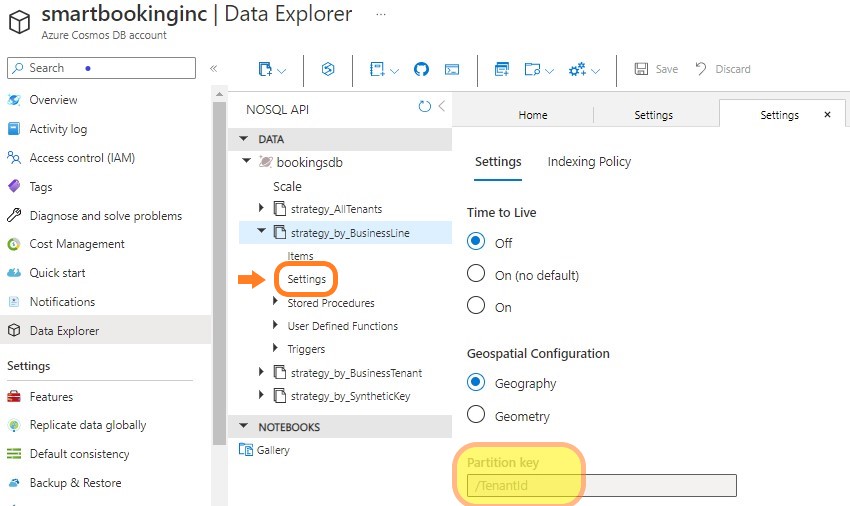 smartbookinginc | Data Explorer ...
Azure Cosmos DB account
Search
«
Overview
Activity log
Access control (IAM)
Tags
Diagnose and solve problems
Cost Management
Quick start
Notifications
Data Explorer
Settings
Features
Replicate data globally
Default consistency
Backup & Restore
NOSQL API
DATA
bookingsdb
Scale
strategy_AllTenants
strategy_by_BusinessLine
Items
Settings
Stored Procedures
User Defined Functions
Triggers
strategy_by_BusinessTenant
strategy_by_SyntheticKey
NOTEBOOKS
Gallery
Save
Discard
Home
Settings
Settings
Settings
Indexing Policy
Time to Live
Off
On (no default)
On
Geospatial Configuration
Geography
Geometry
Partition key
/TenantId